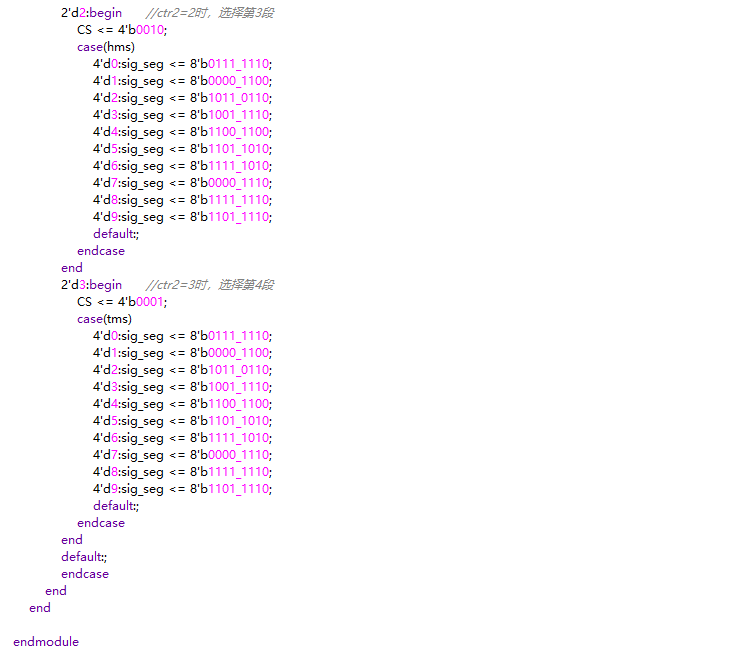 2'd2:begin //ctr2=2时，选择第3段
CS <= 4'b0010;
case(hms)
4'd0:sig_seg <= 8'b0111_1110;
4'd1:sig_seg <= 8'b0000_1100;
4'd2:sig_seg <= 8'b1011_0110;
4'd3:sig_seg <= 8'b1001_1110;
4'd4:sig_seg <= 8'b1100_1100;
4'd5:sig_seg <= 8'b1101_1010;
4'd6:sig_seg <= 8'b1111_1010;
4'd7:sig_seg <= 8'b0000_1110;
4'd8:sig_seg <= 8'b1111_1110;
4'd9:sig_seg <= 8'b1101_1110;
default:;
endcase
end
2'd3:begin //ctr2=3时，选择第4段
CS <= 4'b0001;
case(tms)
4'd0:sig_seg <= 8'b0111_1110;
4'd1:sig_seg <= 8'b0000_1100;
4'd2:sig_seg <= 8'b1011_0110;
4'd3:sig_seg <= 8'b1001_1110;
4'd4:sig_seg <= 8'b1100_1100;
4'd5:sig_seg <= 8'b1101_1010;
4'd6:sig_seg <= 8'b1111_1010;
4'd7:sig_seg <= 8'b0000_1110;
4'd8:sig_seg <= 8'b1111_1110;
4'd9:sig_seg <= 8'b1101_1110;
default:;
endcase
end
default:;
endcase
end
end
endmodule